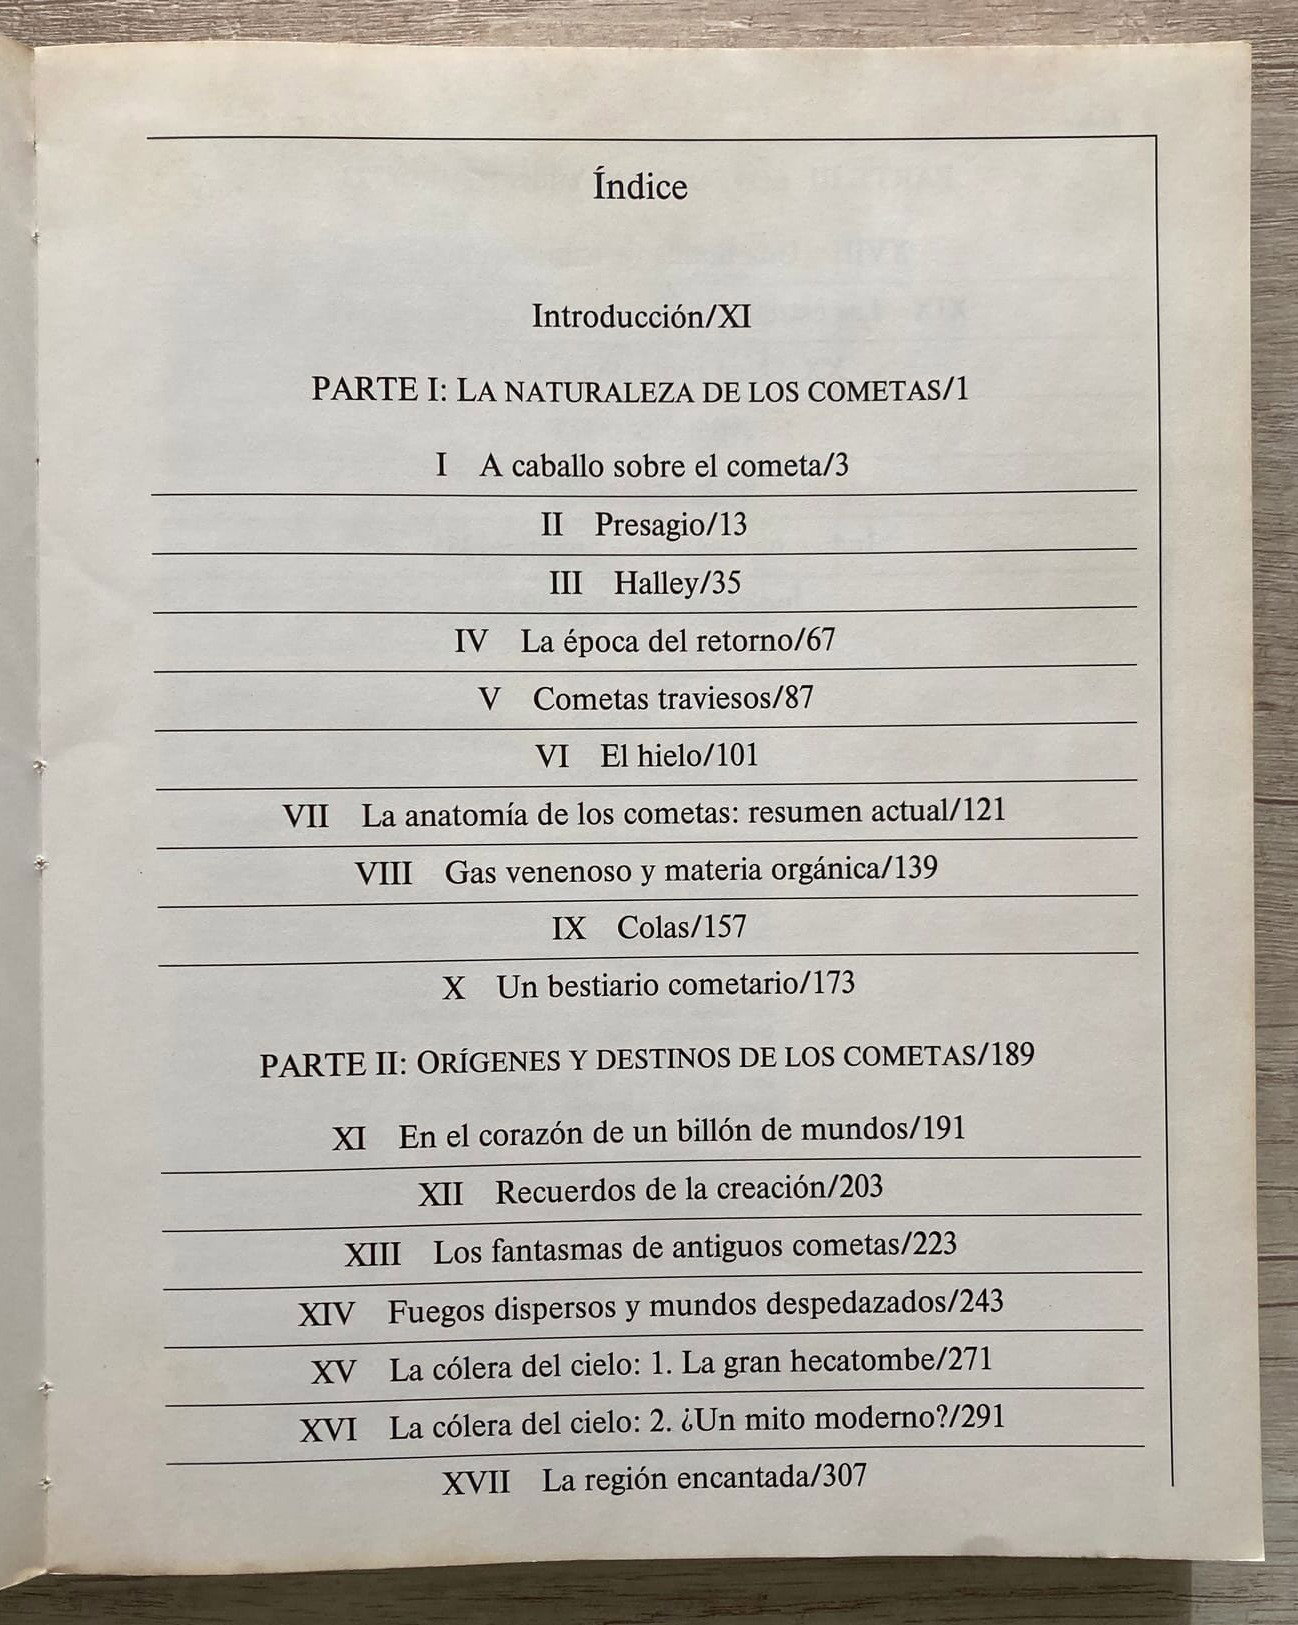 Índice
Introducción/XI
PARTE I: LA NATURALEZA DE LOS COMETAS/1
I A caballo sobre el cometa/3
II Presagio/13
III Halley/35
IV La época del retorno/67
V Cometas traviesos/87
VI El hielo/101
VII La anatomía de los cometas: resumen actual/121
VIII Gas venenoso y materia orgánica/139
IX Colas/157
X Un bestiario cometario/173
PARTE II: ORÍGENES Y DESTINOS DE LOS COMETAS/189
XI En el corazón de un billón de mundos/191
XII Recuerdos de la creación/203
XIII Los fantasmas de antiguos cometas/223
XIV Fuegos dispersos y mundos despedazados/243
XV La cólera del cielo: 1. La gran hecatombe/271
XVI La cólera del cielo: 2. ¿Un mito moderno?/291
XVII La región encantada/307